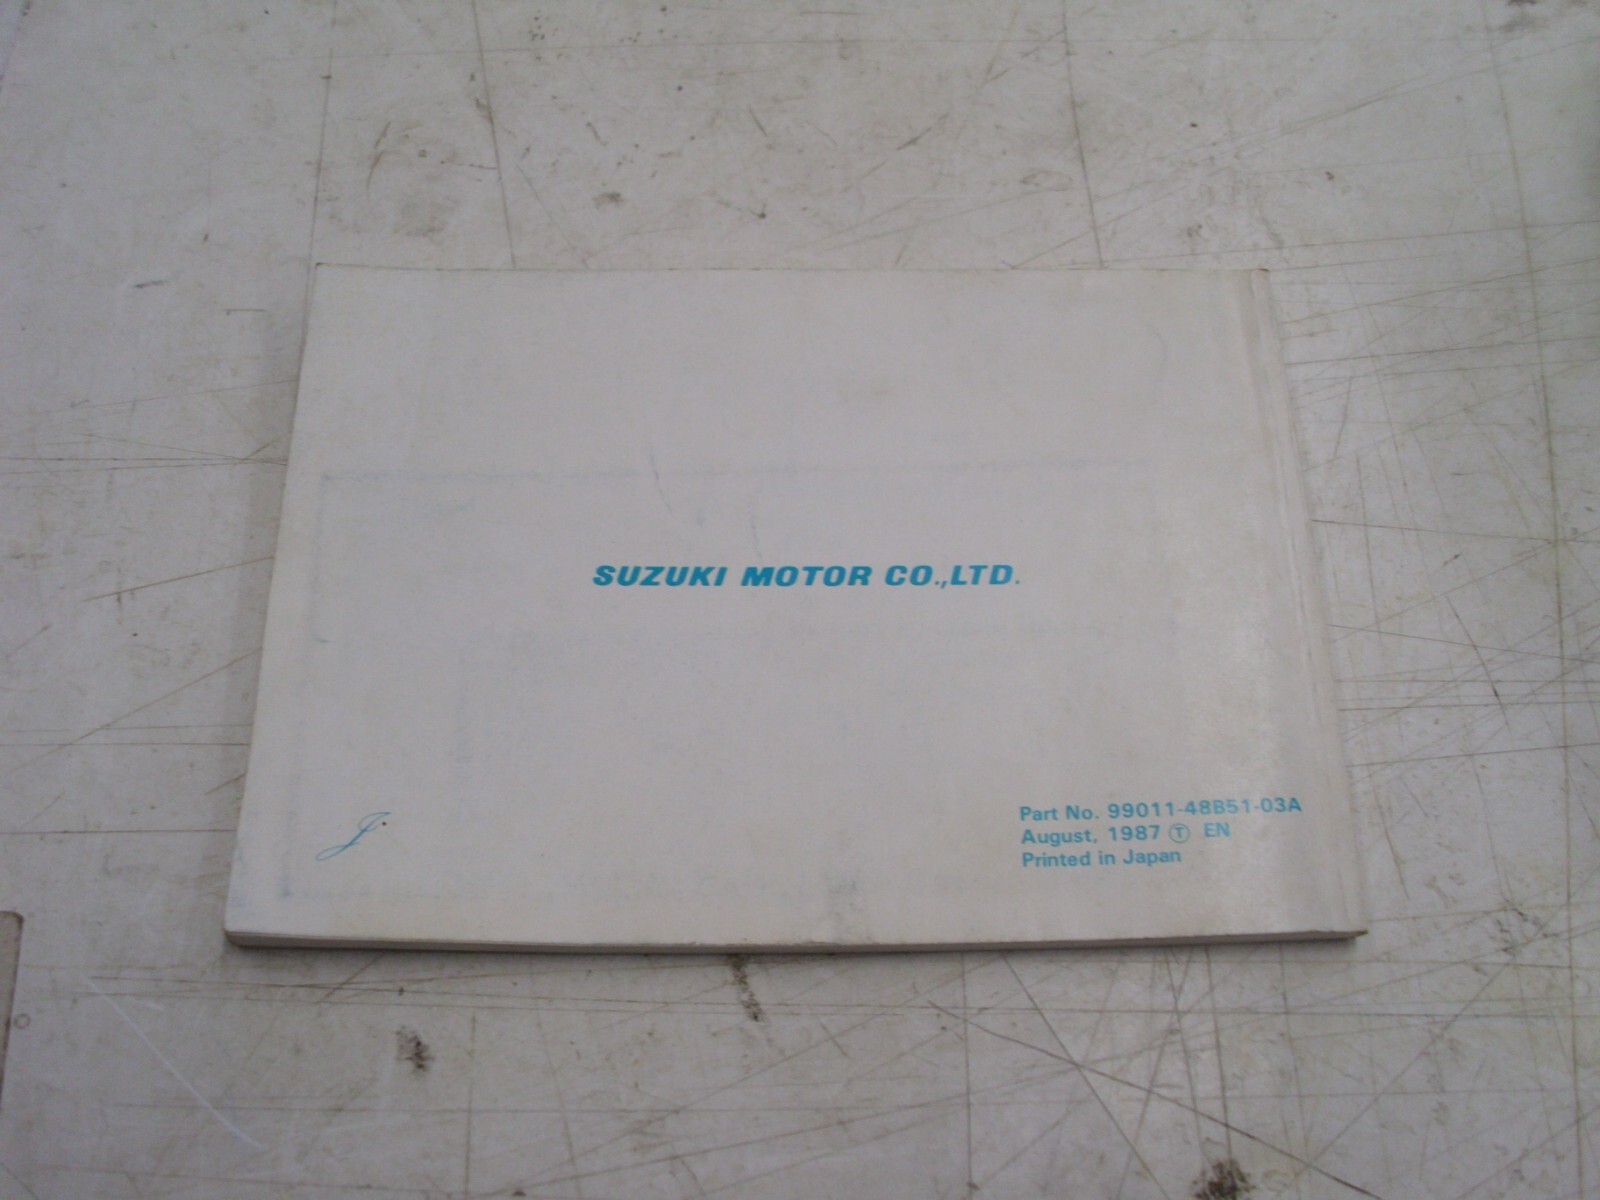 SUZUKI MOTOR CO.,LTD.
J
Part No. 99011-48B51-03A
August, 1987 Ⓣ EN
Printed in Japan